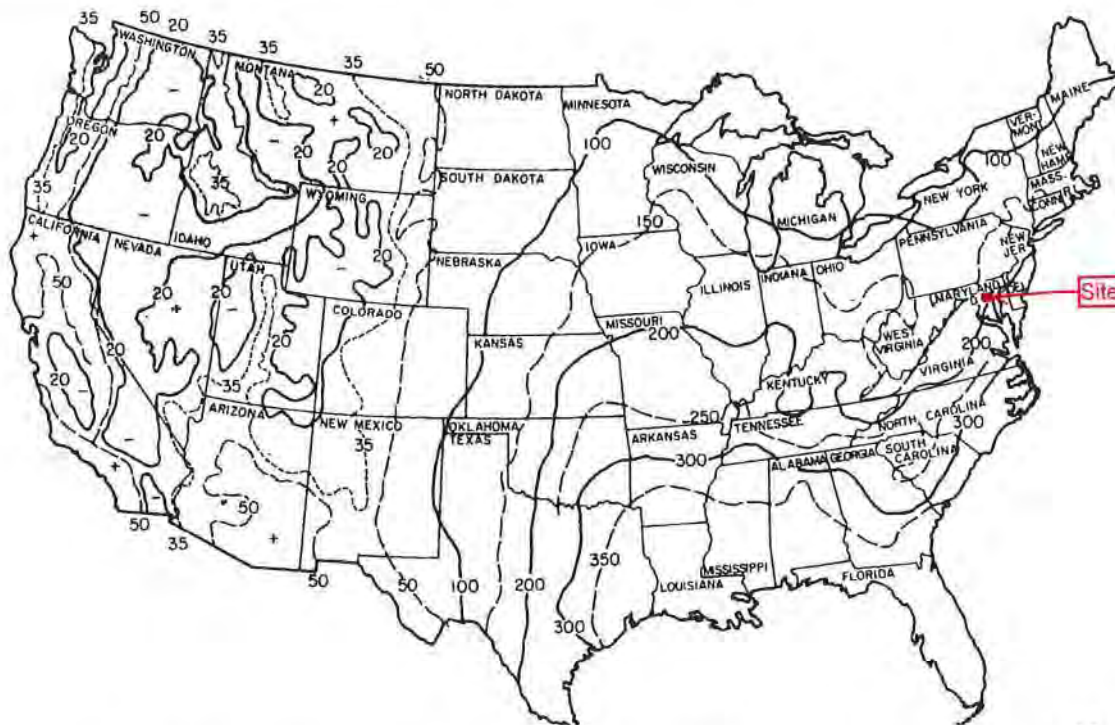 35
50
20
35
35
35
50
WASHINGTON
MONTANA
20
NORTH DAKOTA
MINNESOTA
MAINE
VER-
MONT
OREGON
20
20
100
NEW
HAMP
20
20
20
SOUTH DAKOTA
WISCONSIN
100
35
35
WYOMING
NEW YORK
MASS.
CONN.
MICHIGAN
CALIFORNIA
NEVADA
IDAHO
150
PENNSYLVANIA
NEW
JER
20
IOWA
UTAH
NEBRASKA
ILLINOIS
INDIANA
OHIO
50
20
20
MARYLAND
Site
20
COLORADO
MISSOURI
200
WEST
VIRGINIA
200
KANSAS
VIRGINIA
20
20
35
KENTUCKY
ARIZONA
NEW MEXICO
OKLAHOMA
TEXAS
250
ARKANSAS
TENNESSEE
NORTH CAROLINA
35
300
ALABAMA
GEORGIA
SOUTH
CAROLINA
300
50
50
35
50
50
100
200
350
300
LOUISIANA
MISSISSIPPI
FLORIDA